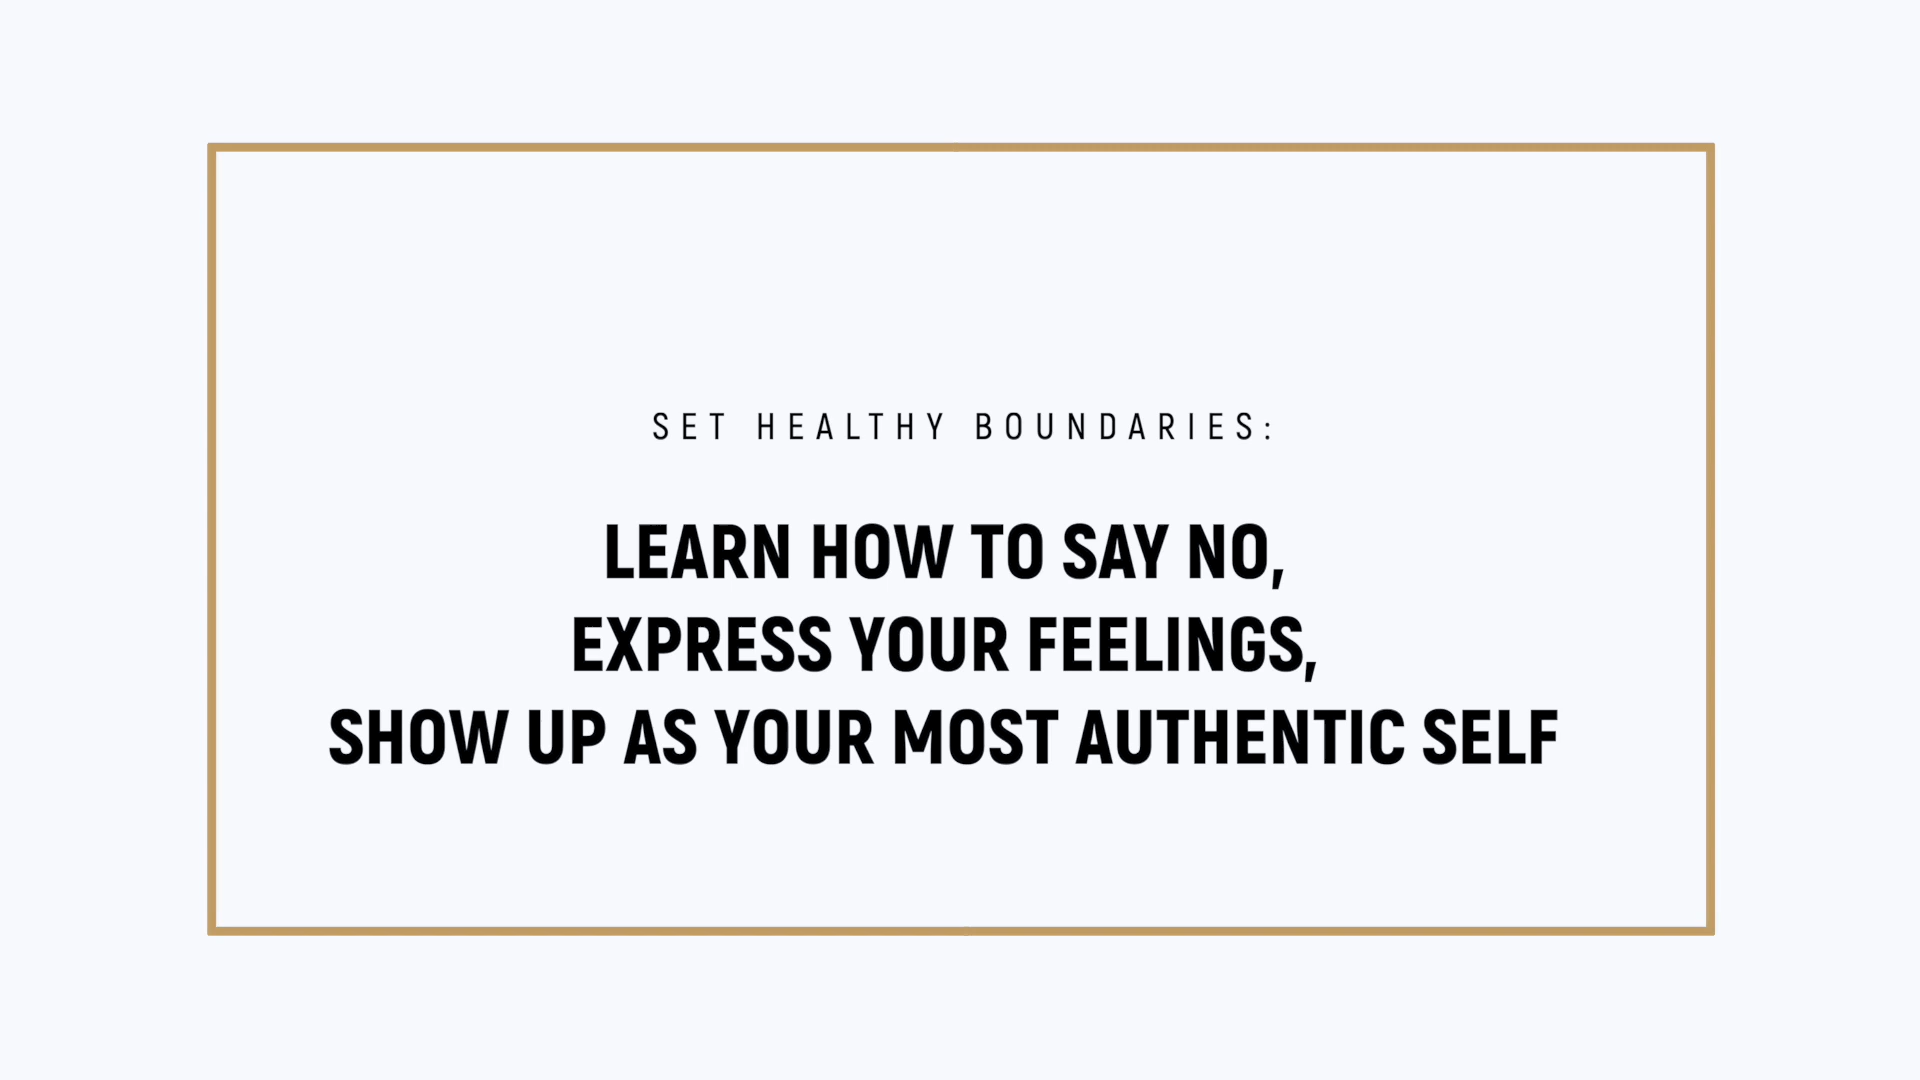 SET HEALTHY BOUNDARIES:
LEARN HOW TO SAY NO,
EXPRESS YOUR FEELINGS,
SHOW UP AS YOUR MOST AUTHENTIC SELF